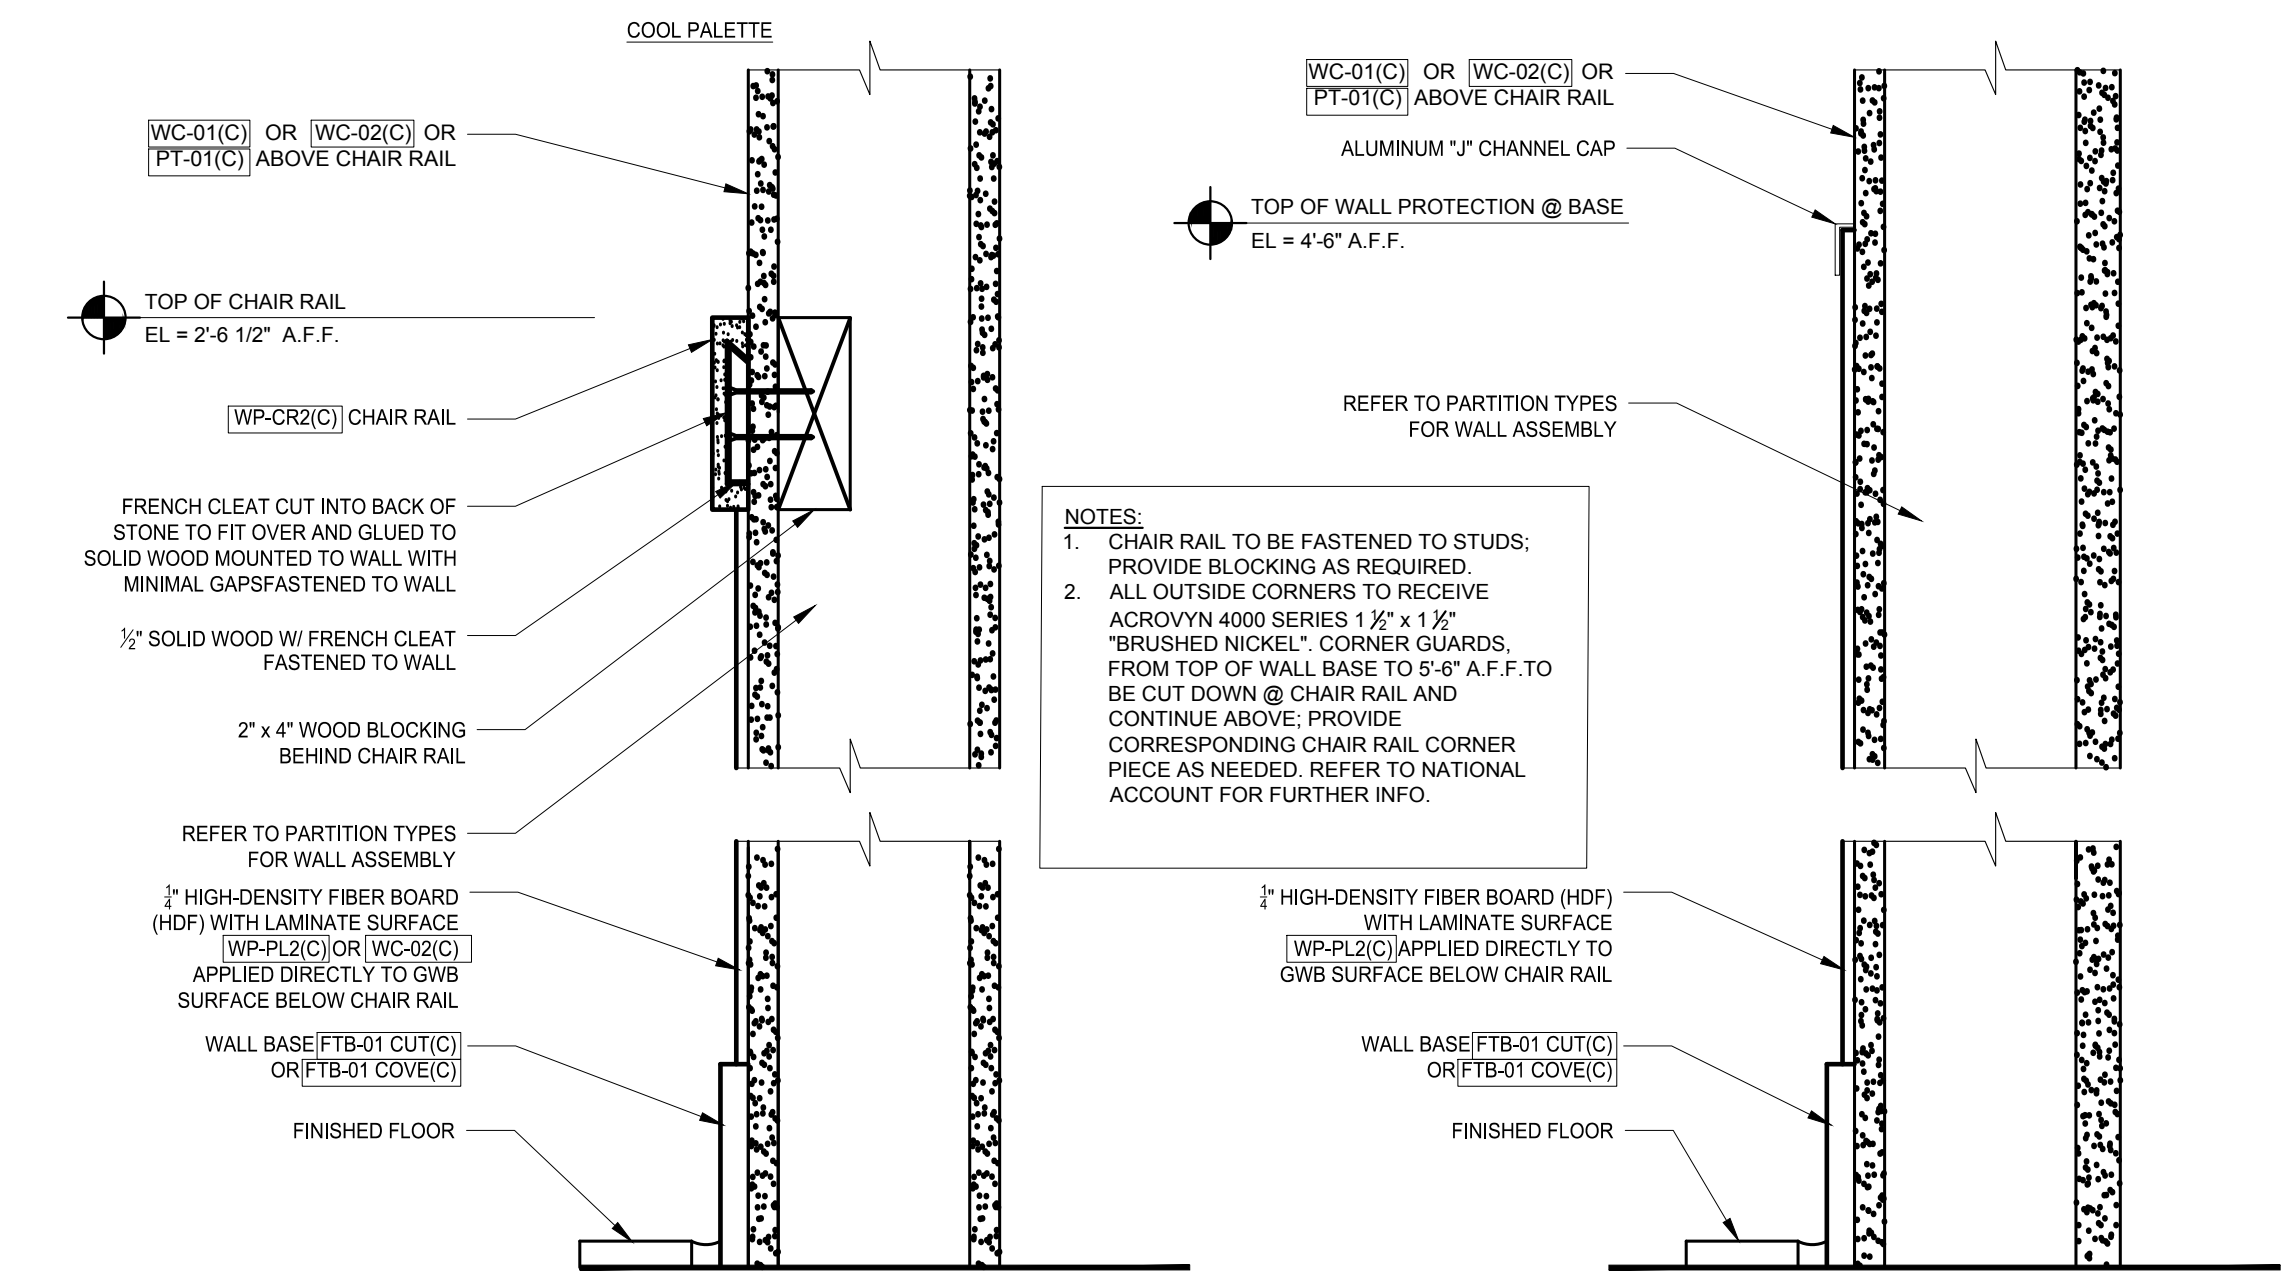 COOL PALETTE
WC-01(C) OR WC-02(C) OR
PT-01(C) ABOVE CHAIR RAIL
TOP OF CHAIR RAIL
EL = 2'-6 1/2" A.F.F.
WP-CR2(C) CHAIR RAIL
FRENCH CLEAT CUT INTO BACK OF
STONE TO FIT OVER AND GLUED TO
SOLID WOOD MOUNTED TO WALL WITH
MINIMAL GAPSFASTENED TO WALL
½" SOLID WOOD W/ FRENCH CLEAT
FASTENED TO WALL
2" x 4" WOOD BLOCKING
BEHIND CHAIR RAIL
REFER TO PARTITION TYPES
FOR WALL ASSEMBLY
¼" HIGH-DENSITY FIBER BOARD
(HDF) WITH LAMINATE SURFACE
WP-PL2(C) OR WC-02(C)
APPLIED DIRECTLY TO GWB
SURFACE BELOW CHAIR RAIL
WALL BASE FTB-01 CUT(C)
OR FTB-01 COVE(C)
FINISHED FLOOR
NOTES:
1. CHAIR RAIL TO BE FASTENED TO STUDS;
PROVIDE BLOCKING AS REQUIRED.
2. ALL OUTSIDE CORNERS TO RECEIVE
ACROVYN 4000 SERIES 1 ½" x 1 ½"
"BRUSHED NICKEL". CORNER GUARDS,
FROM TOP OF WALL BASE TO 5'-6" A.F.F.TO
BE CUT DOWN @ CHAIR RAIL AND
CONTINUE ABOVE; PROVIDE
CORRESPONDING CHAIR RAIL CORNER
PIECE AS NEEDED. REFER TO NATIONAL
ACCOUNT FOR FURTHER INFO.
WC-01(C) OR WC-02(C) OR
PT-01(C) ABOVE CHAIR RAIL
ALUMINUM "J" CHANNEL CAP
TOP OF WALL PROTECTION @ BASE
EL = 4'-6" A.F.F.
REFER TO PARTITION TYPES
FOR WALL ASSEMBLY
¼" HIGH-DENSITY FIBER BOARD (HDF)
WITH LAMINATE SURFACE
WP-PL2(C) APPLIED DIRECTLY TO
GWB SURFACE BELOW CHAIR RAIL
WALL BASE FTB-01 CUT(C)
OR FTB-01 COVE(C)
FINISHED FLOOR